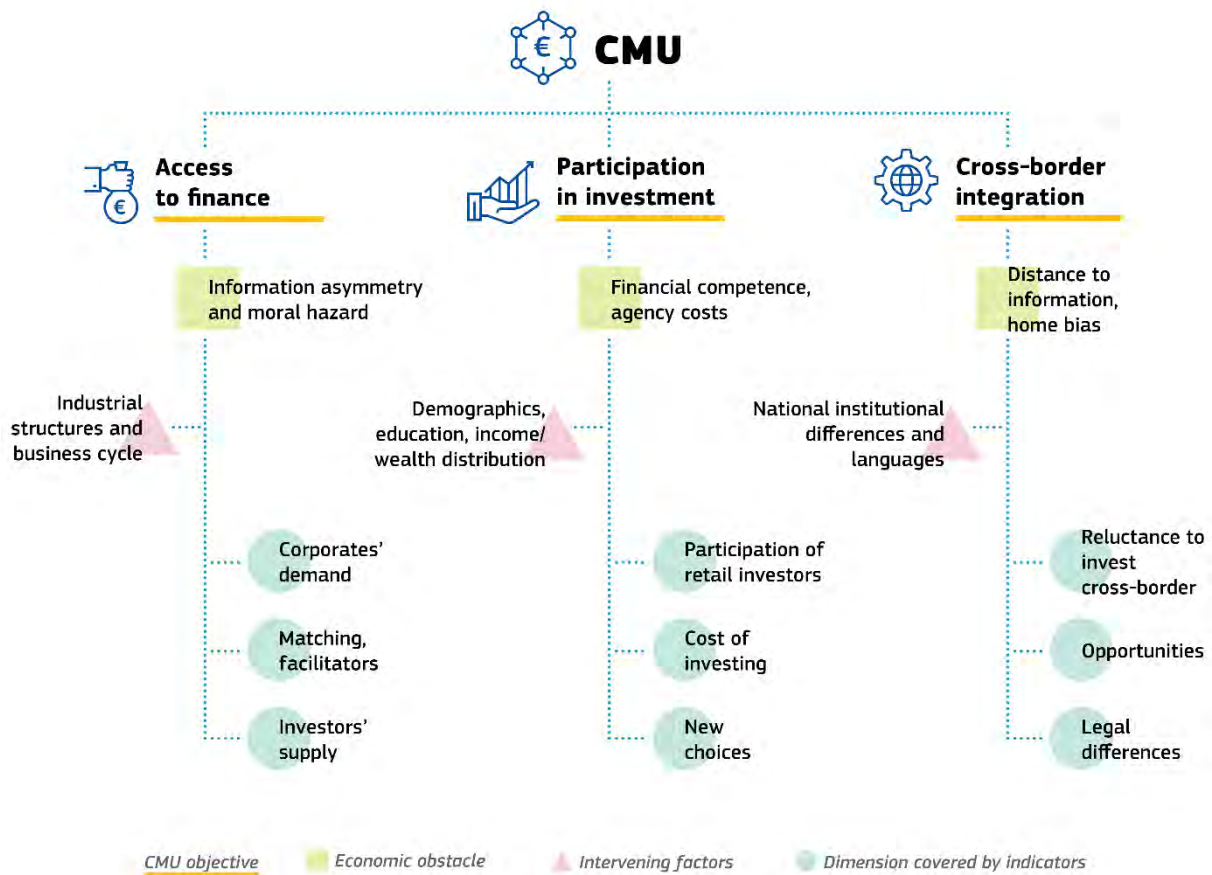 € CMU
Access
to finance
€
Participation
in investment
Cross-border
integration
Information asymmetry
and moral hazard
Financial competence,
agency costs
Distance to
information,
home bias
Industrial
structures and
business cycle
Demographics,
education, income/
wealth distribution
National institutional
differences and
languages
Corporates'
demand
Participation of
retail investors
Reluctance to
invest
cross-border
Matching,
facilitators
Cost of
investing
Opportunities
Investors'
supply
New
choices
Legal
differences
CMU objective
Economic obstacle
Intervening factors
Dimension covered by indicators